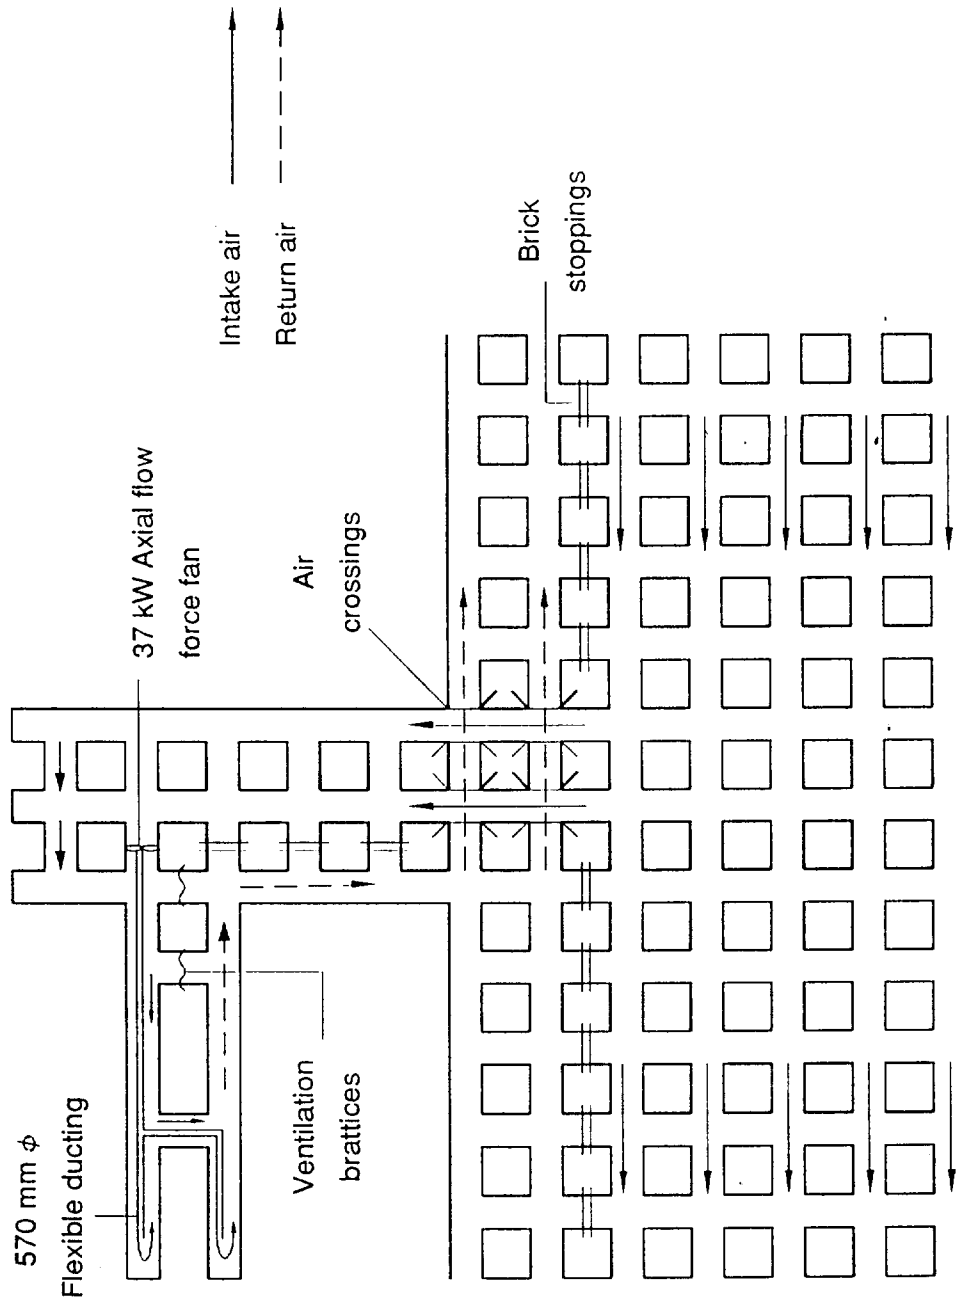 570 mm ϕ
Flexible ducting
37 kW Axial flow
force fan
Ventilation
brattices
Air
crossings
Intake air
Return air
Brick
stoppings